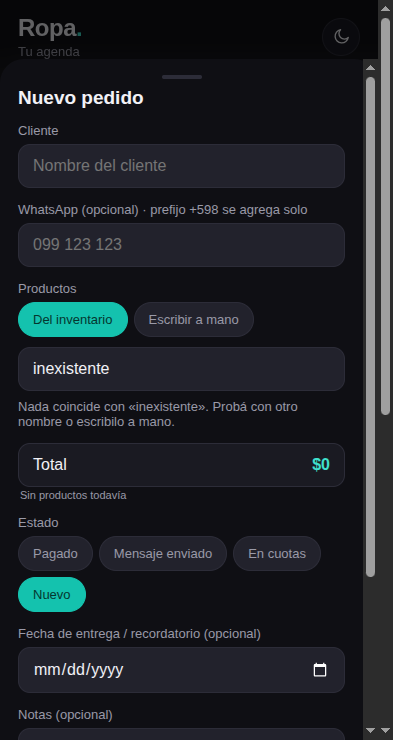 Ropa.
Tu agenda
Nuevo pedido
Cliente
Nombre del cliente
WhatsApp (opcional) · prefijo +598 se agrega solo
099 123 123
Productos
Del inventario
Escribir a mano
inexistente
Nada coincide con «inexistente». Probá con otro
nombre o escribilo a mano.
Total $0
Sin productos todavía
Estado
Pagado
Mensaje enviado
En cuotas
Nuevo
Fecha de entrega / recordatorio (opcional)
mm/dd/yyyy
Notas (opcional)